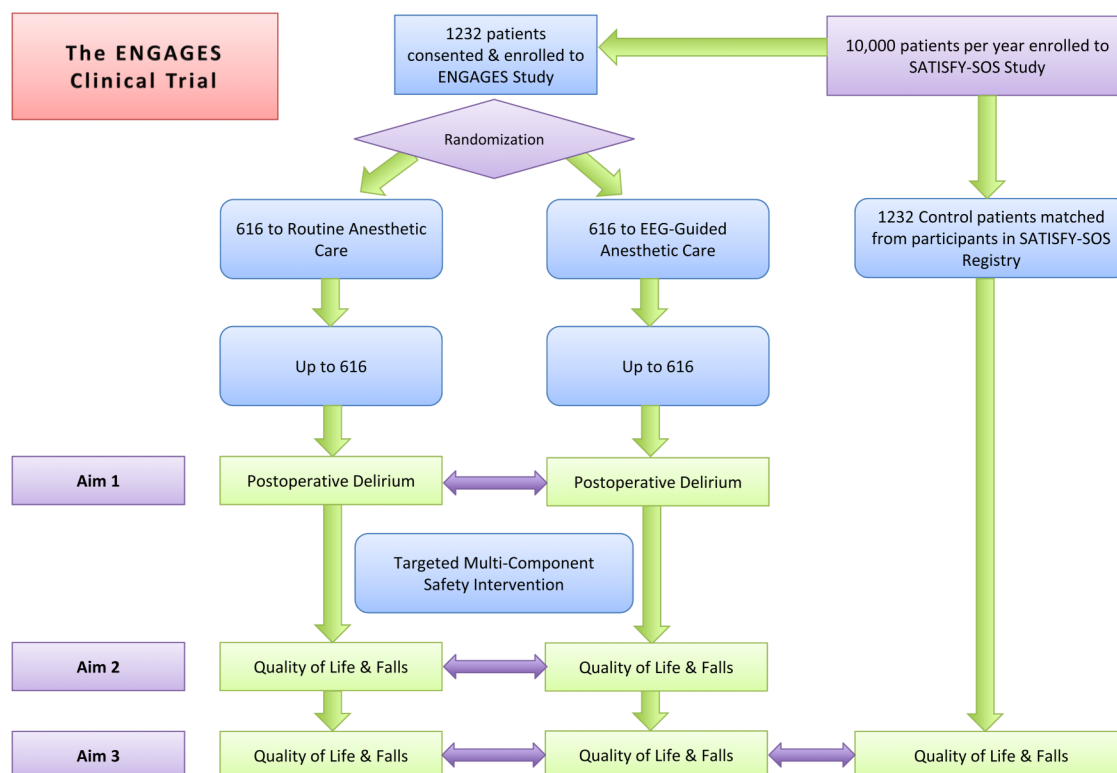 The ENGAGES
Clinical Trial
1232 patients
consented & enrolled to
ENGAGES Study
10,000 patients per year enrolled to
SATISFY-SOS Study
Randomization
616 to Routine Anesthetic
Care
616 to EEG-Guided
Anesthetic Care
1232 Control patients matched
from participants in SATISFY-SOS
Registry
Up to 616
Up to 616
Aim 1
Postoperative Delirium
Postoperative Delirium
Targeted Multi-Component
Safety Intervention
Aim 2
Quality of Life & Falls
Quality of Life & Falls
Aim 3
Quality of Life & Falls
Quality of Life & Falls
Quality of Life & Falls